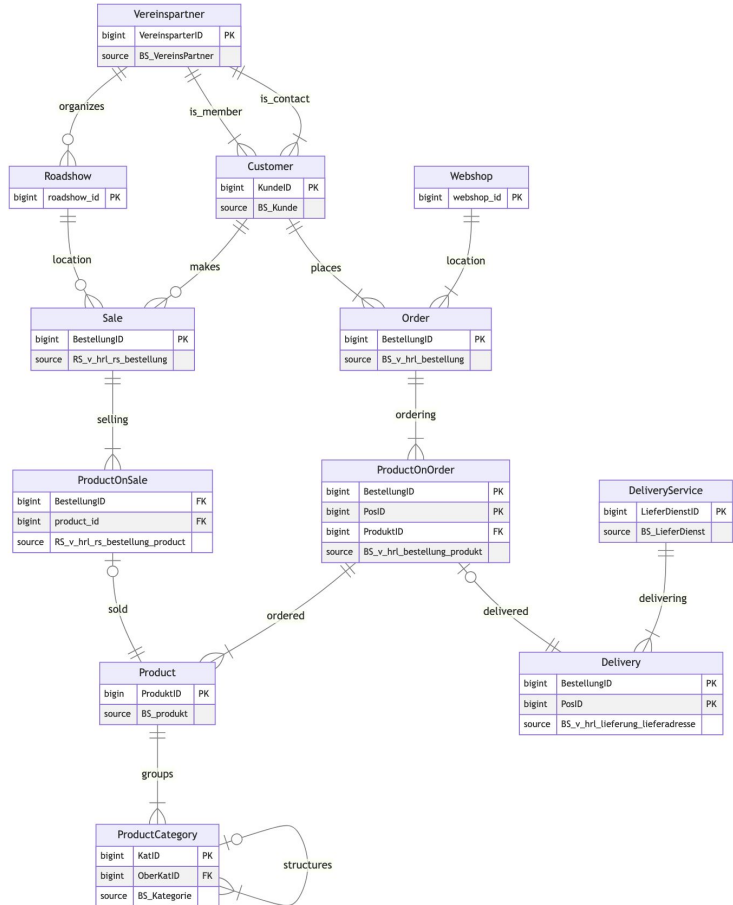 Vereinspartner
bigint VereinsparterID PK
source BS_VereinsPartner
organizes
is_member
is_contact
Roadshow
bigint roadshow_id PK
Customer
bigint KundeID PK
source BS_Kunde
Webshop
bigint webshop_id PK
location
makes
places
location
Sale
bigint BestellungID PK
source RS_v_hrl_rs_bestellung
Order
bigint BestellungID PK
source BS_v_hrl_bestellung
selling
ordering
ProductOnSale
bigint BestellungID FK
bigint product_id FK
source RS_v_hrl_rs_bestellung_product
ProductOnOrder
bigint BestellungID PK
bigint PosID PK
bigint ProduktID FK
source BS_v_hrl_bestellung_produkt
DeliveryService
bigint LieferDienstID PK
source BS_LieferDienst
sold
ordered
delivered
delivering
Product
bigin ProduktID PK
source BS_produkt
Delivery
bigint BestellungID PK
bigint PosID PK
source BS_v_hrl_lieferung_lieferadresse
groups
ProductCategory
bigint KatID PK
bigint OberKatID FK
source BS_Kategorie
structures